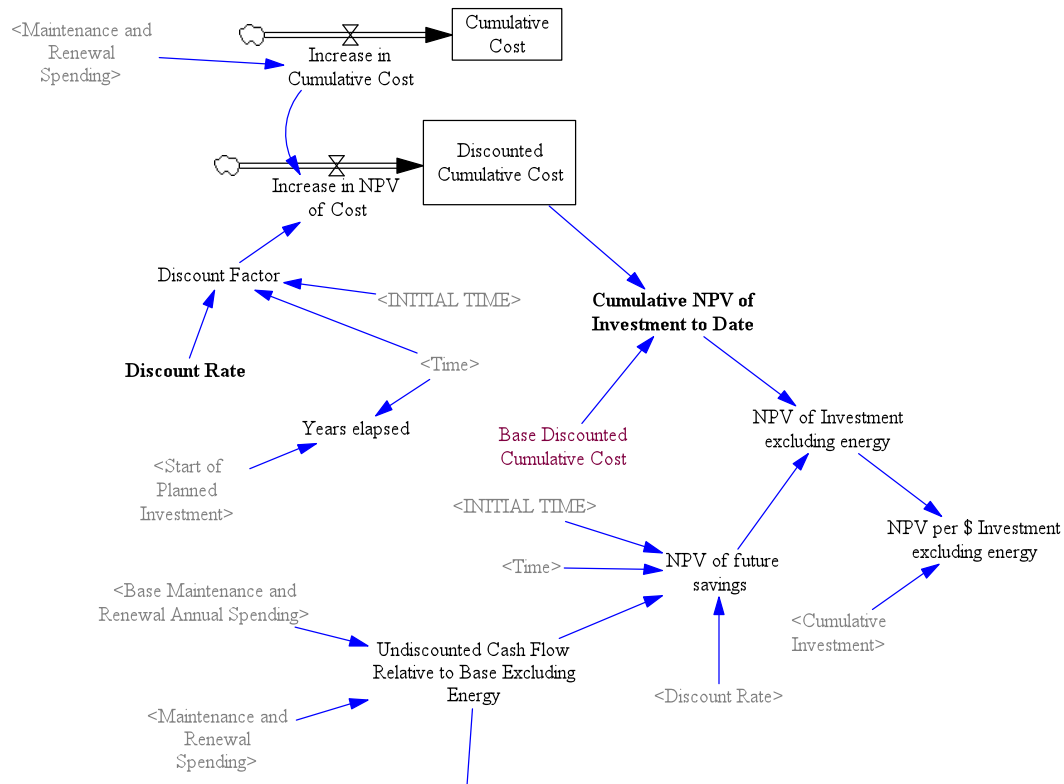 <Maintenance and
Renewal
Spending>
Cumulative
Cost
Increase in
Cumulative Cost
Discounted
Cumulative Cost
Increase in NPV
of Cost
Discount Factor
<INITIAL TIME>
Cumulative NPV of
Investment to Date
Discount Rate
<Time>
Years elapsed
Base Discounted
Cumulative Cost
NPV of Investment
excluding energy
<Start of
Planned
Investment>
<INITIAL TIME>
NPV per $ Investment
excluding energy
<Time>
NPV of future
savings
<Base Maintenance and
Renewal Annual Spending>
<Cumulative
Investment>
Undiscounted Cash Flow
Relative to Base Excluding
Energy
<Discount Rate>
<Maintenance and
Renewal
Spending>